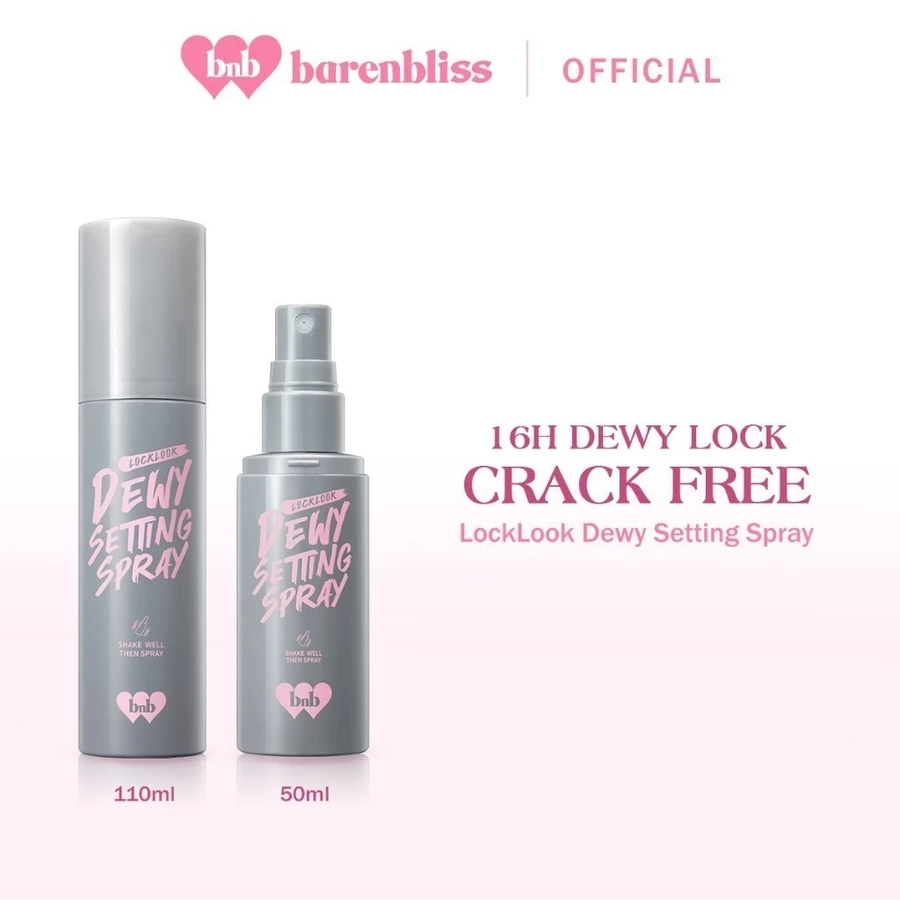 bnb barenbliss | OFFICIAL
LOCKLOOK
DEWY
SETTING
SPRAY
SHAKE WELL
THEN SPRAY
bnb
110ml
LOCKLOOK
DEWY
SETTING
SPRAY
SHAKE WELL
THEN SPRAY
bnb
50ml
16H DEWY LOCK
CRACK FREE
LockLook Dewy Setting Spray